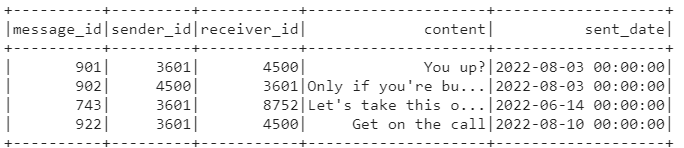 +----------+---------+-----------+--------------------+-------------------+
|message_id|sender_id|receiver_id|             content|          sent_date|
+----------+---------+-----------+--------------------+-------------------+
|       901|     3601|       4500|             You up?|2022-08-03 00:00:00|
|       902|     4500|       3601|Only if you're bu...|2022-08-03 00:00:00|
|       743|     3601|       8752|Let's take this o...|2022-06-14 00:00:00|
|       922|     3601|       4500|     Get on the call|2022-08-10 00:00:00|
+----------+---------+-----------+--------------------+-------------------+